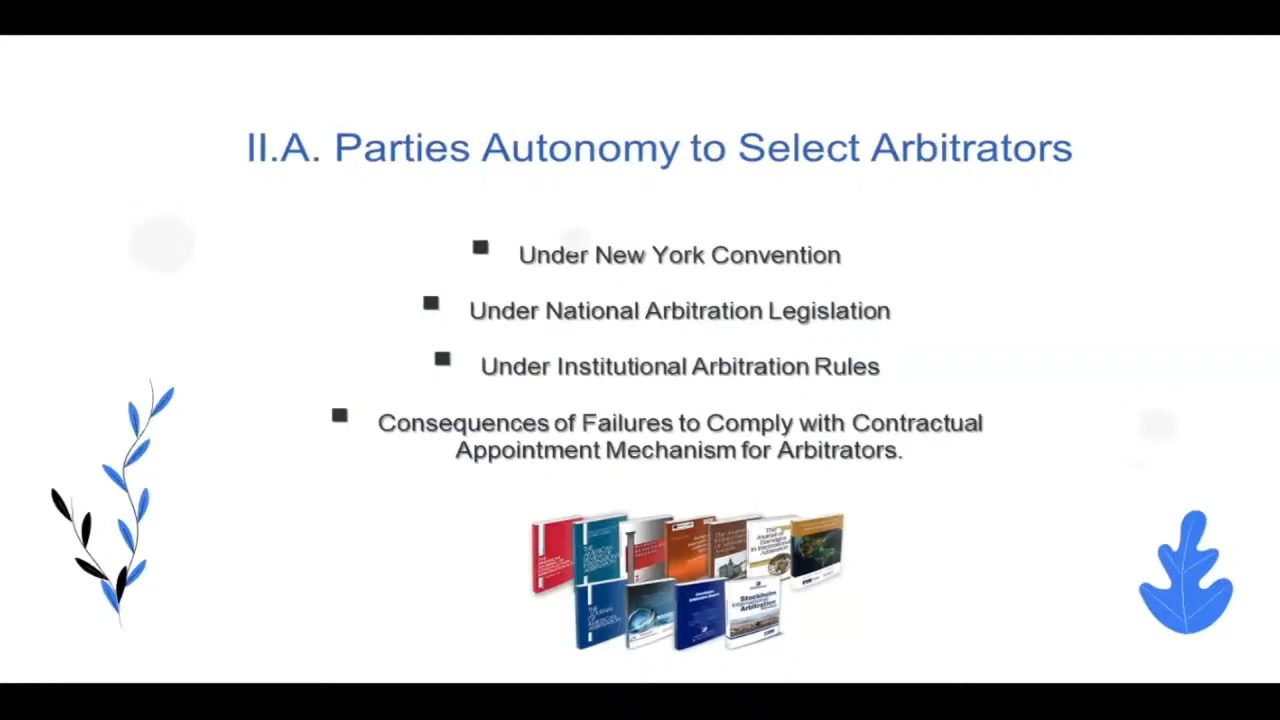 II.A. Parties Autonomy to Select Arbitrators
Under New York Convention
Under National Arbitration Legislation
Under Institutional Arbitration Rules
Consequences of Failures to Comply with Contractual
Appointment Mechanism for Arbitrators.
Stockholm
International
Arbitration